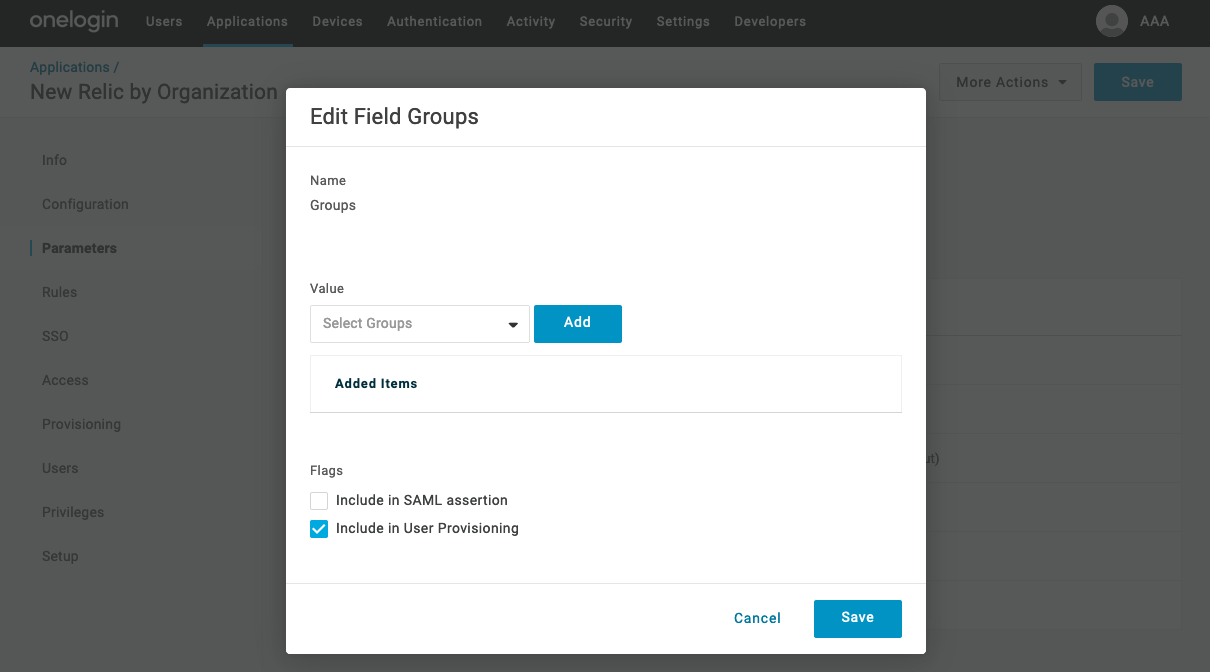 onelogin Users Applications Devices Authentication Activity Security Settings Developers AAA
Applications /
New Relic by Organization
More Actions Save
Info
Configuration
Parameters
Rules
SSO
Access
Provisioning
Users
Privileges
Setup
Edit Field Groups
Name
Groups
Value
Select Groups Add
Added Items
Flags
Include in SAML assertion
Include in User Provisioning
Cancel Save